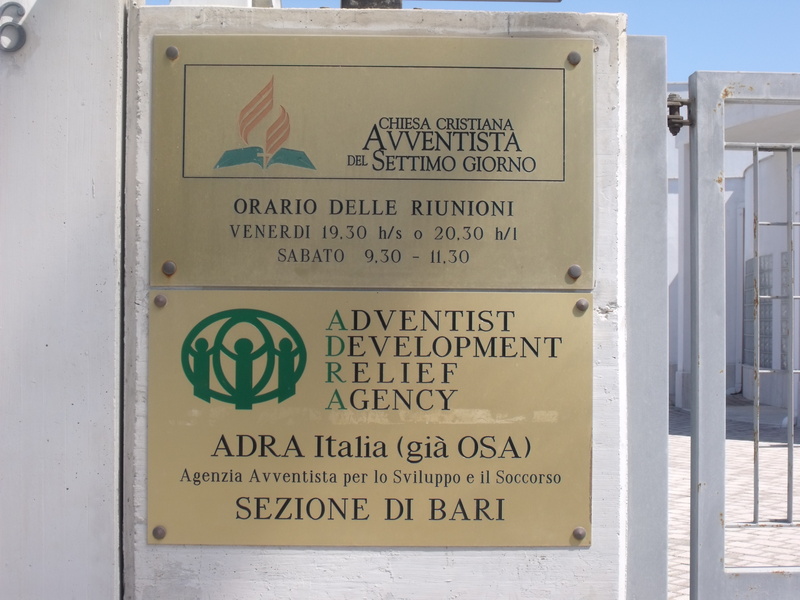 6
CHIESA CRISTIANA
AVVENTISTA
DEL SETTIMO GIORNO
ORARIO DELLE RIUNIONI
VENERDI 19,30 h/s o 20,30 h/l
SABATO 9,30 - 11,30
ADVENTIST
DEVELOPMENT
RELIEF
AGENCY
ADRA Italia (già OSA)
Agenzia Avventista per lo Sviluppo e il Soccorso
SEZIONE DI BARI